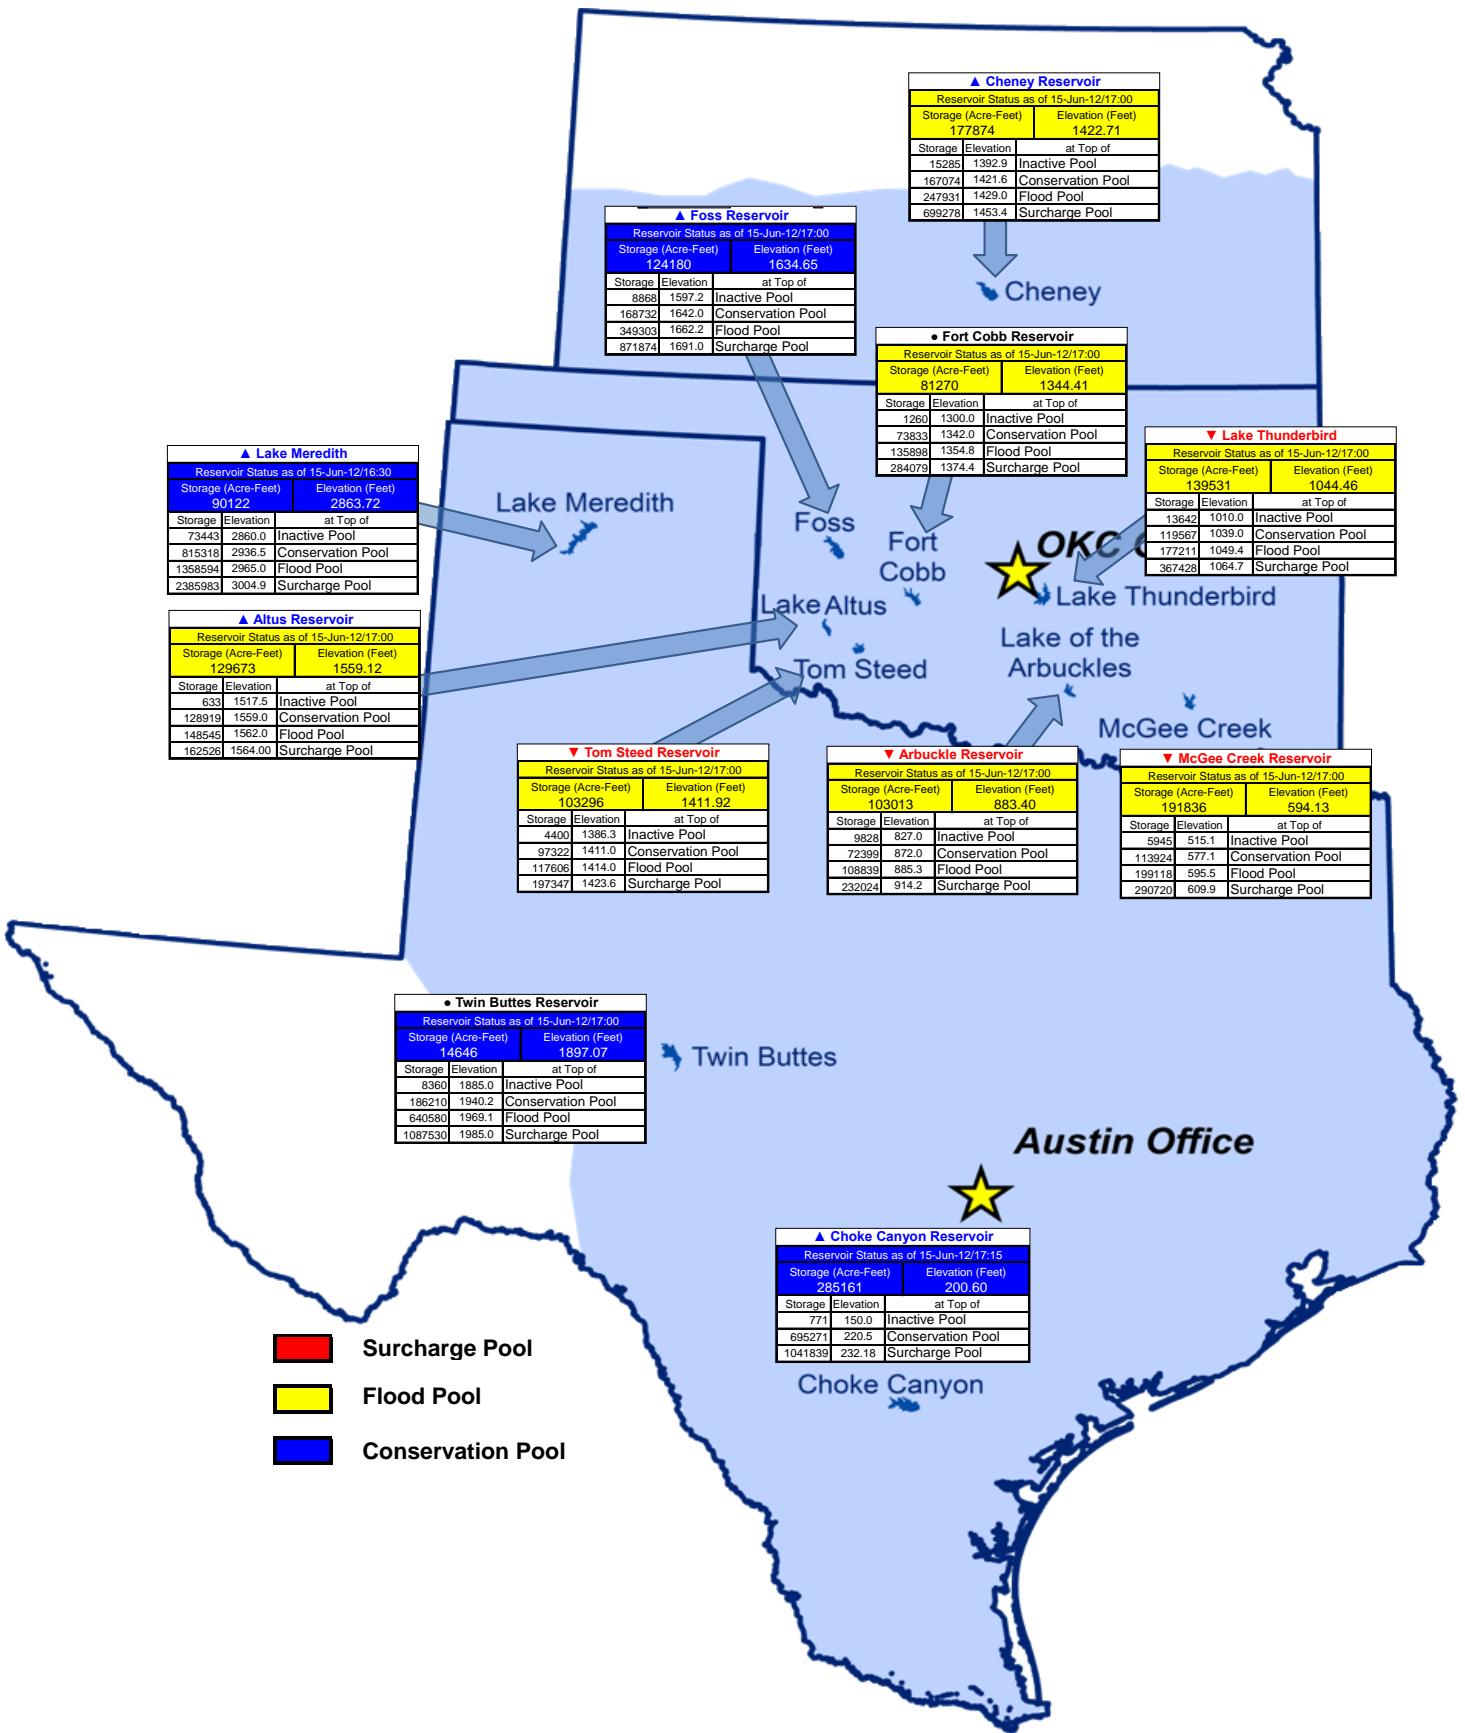 ▲ Cheney Reservoir
Reservoir Status as of 15-Jun-12/17:00
Storage (Acre-Feet) Elevation (Feet)
177874 1422.71
Storage Elevation at Top of
15285 1392.9 Inactive Pool
167074 1421.6 Conservation Pool
247931 1429.0 Flood Pool
699278 1453.4 Surcharge Pool
▲ Foss Reservoir
Reservoir Status as of 15-Jun-12/17:00
Storage (Acre-Feet) Elevation (Feet)
124180 1634.65
Storage Elevation at Top of
8868 1597.2 Inactive Pool
168732 1642.0 Conservation Pool
349303 1662.2 Flood Pool
871874 1691.0 Surcharge Pool
Cheney
● Fort Cobb Reservoir
Reservoir Status as of 15-Jun-12/17:00
Storage (Acre-Feet) Elevation (Feet)
81270 1344.41
Storage Elevation at Top of
1260 1300.0 Inactive Pool
73833 1342.0 Conservation Pool
135898 1354.8 Flood Pool
284079 1374.4 Surcharge Pool
▼ Lake Thunderbird
Reservoir Status as of 15-Jun-12/17:00
Storage (Acre-Feet) Elevation (Feet)
139531 1044.46
Storage Elevation at Top of
13642 1010.0 Inactive Pool
119567 1039.0 Conservation Pool
177211 1049.4 Flood Pool
367428 1064.7 Surcharge Pool
▲ Lake Meredith
Reservoir Status as of 15-Jun-12/16:30
Storage (Acre-Feet) Elevation (Feet)
90122 2863.72
Storage Elevation at Top of
73443 2860.0 Inactive Pool
815318 2936.5 Conservation Pool
1358594 2965.0 Flood Pool
2385983 3004.9 Surcharge Pool
Lake Meredith
Foss
Fort
Cobb
OKC
Lake Thunderbird
Lake Altus
Lake of the
Arbuckles
Tom Steed
McGee Creek
▲ Altus Reservoir
Reservoir Status as of 15-Jun-12/17:00
Storage (Acre-Feet) Elevation (Feet)
129673 1559.12
Storage Elevation at Top of
633 1517.5 Inactive Pool
128919 1559.0 Conservation Pool
148545 1562.0 Flood Pool
162526 1564.00 Surcharge Pool
▼ Tom Steed Reservoir
Reservoir Status as of 15-Jun-12/17:00
Storage (Acre-Feet) Elevation (Feet)
103296 1411.92
Storage Elevation at Top of
4400 1386.3 Inactive Pool
97322 1411.0 Conservation Pool
117606 1414.0 Flood Pool
197347 1423.6 Surcharge Pool
▼ Arbuckle Reservoir
Reservoir Status as of 15-Jun-12/17:00
Storage (Acre-Feet) Elevation (Feet)
103013 883.40
Storage Elevation at Top of
9828 827.0 Inactive Pool
72399 872.0 Conservation Pool
108839 885.3 Flood Pool
232024 914.2 Surcharge Pool
▼ McGee Creek Reservoir
Reservoir Status as of 15-Jun-12/17:00
Storage (Acre-Feet) Elevation (Feet)
191836 594.13
Storage Elevation at Top of
5945 515.1 Inactive Pool
113924 577.1 Conservation Pool
199118 595.5 Flood Pool
290720 609.9 Surcharge Pool
● Twin Buttes Reservoir
Reservoir Status as of 15-Jun-12/17:00
Storage (Acre-Feet) Elevation (Feet)
14646 1897.07
Storage Elevation at Top of
8360 1885.0 Inactive Pool
186210 1940.2 Conservation Pool
640580 1969.1 Flood Pool
1087530 1985.0 Surcharge Pool
Twin Buttes
Austin Office
▲ Choke Canyon Reservoir
Reservoir Status as of 15-Jun-12/17:15
Storage (Acre-Feet) Elevation (Feet)
285161 200.60
Storage Elevation at Top of
771 150.0 Inactive Pool
695271 220.5 Conservation Pool
1041839 232.18 Surcharge Pool
Choke Canyon
Surcharge Pool
Flood Pool
Conservation Pool